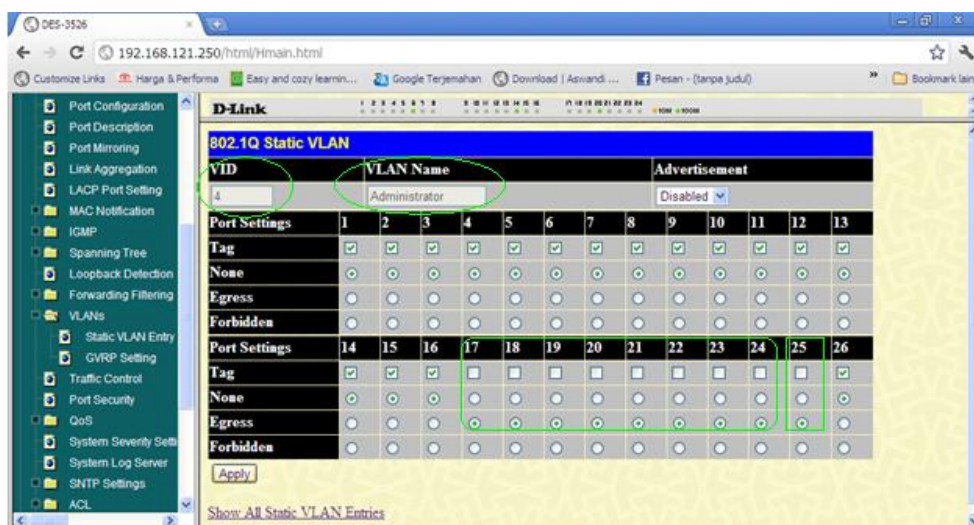 DES-3526
192.168.121.250/html/Hmain.html
Customize Links Harga & Performa Easy and cozy learnin... Google Terjemahan Download | Aswandi ... Pesan - (tanpa judul) » Bookmark lain
Port Configuration
Port Description
Port Mirroring
Link Aggregation
LACP Port Setting
MAC Notification
IGMP
Spanning Tree
Loopback Detection
Forwarding Filtering
VLANs
Static VLAN Entry
GVRP Setting
Traffic Control
Port Security
QoS
System Severity Setti
System Log Server
SNTP Settings
ACL
D-Link
802.1Q Static VLAN
VID VLAN Name Advertisement
4 Administrator Disabled
Port Settings 1 2 3 4 5 6 7 8 9 10 11 12 13
Tag
None
Egress
Forbidden
Port Settings 14 15 16 17 18 19 20 21 22 23 24 25 26
Tag
None
Egress
Forbidden
Apply
Show All Static VLAN Entries